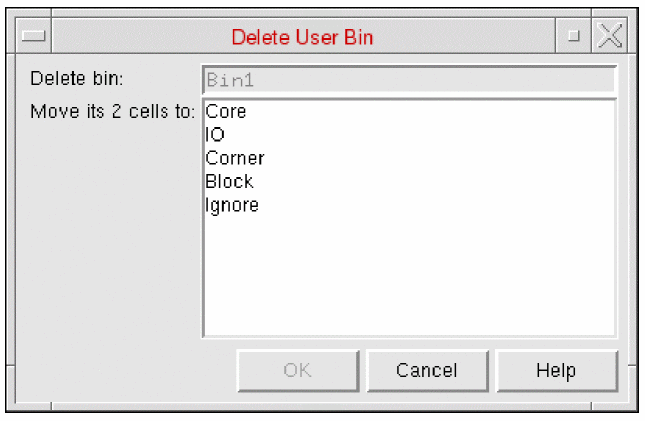 Delete User Bin
Delete bin: Bin1
Move its 2 cells to: Core
IO
Corner
Block
Ignore
OK Cancel Help